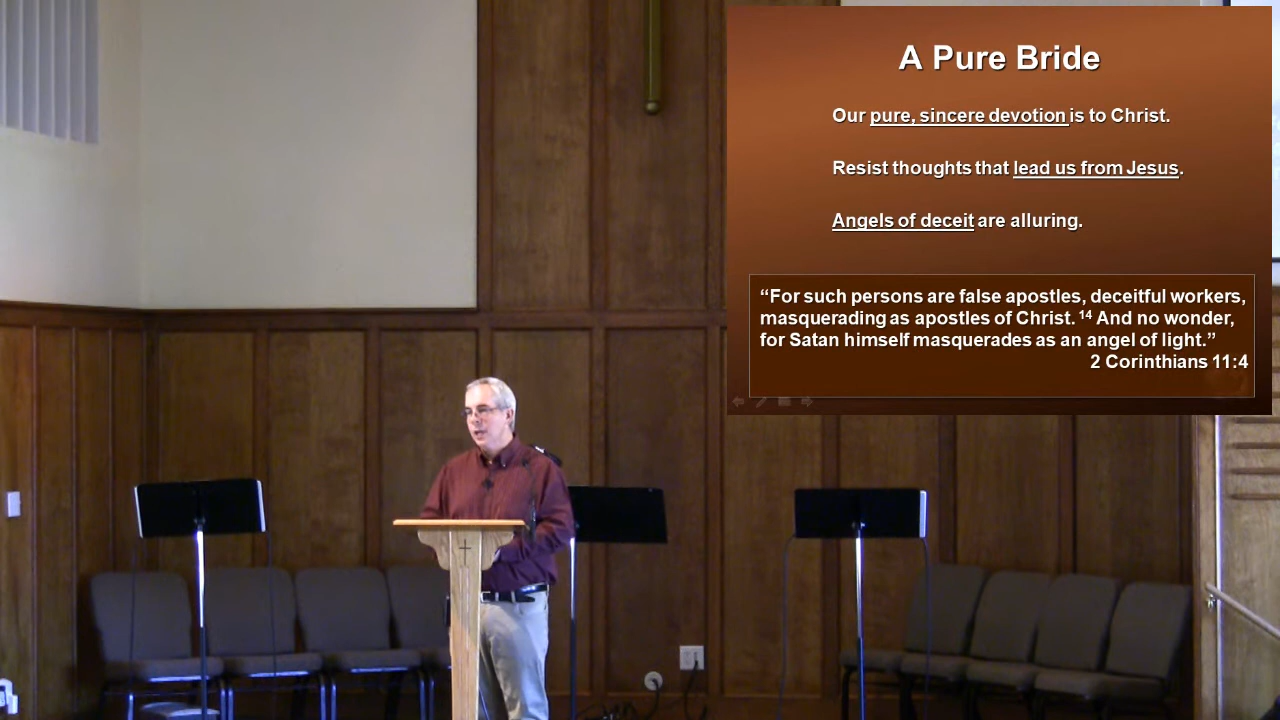 A Pure Bride
Our pure, sincere devotion is to Christ.
Resist thoughts that lead us from Jesus.
Angels of deceit are alluring.
“For such persons are false apostles, deceitful workers,
masquerading as apostles of Christ. ¹⁴ And no wonder,
for Satan himself masquerades as an angel of light.”
2 Corinthians 11:4